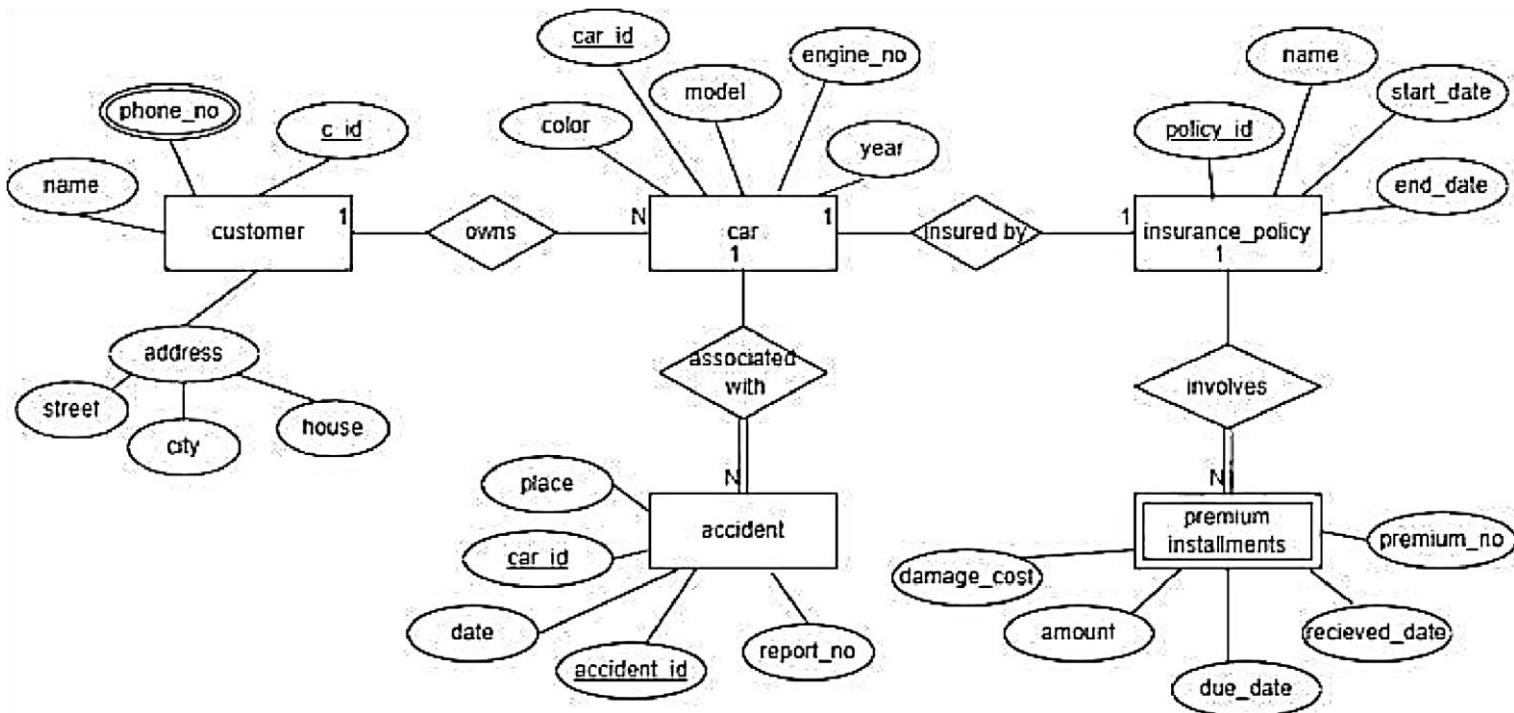 car_id
engine_no
name
phone_no
model
start_date
c_id
color
policy_id
year
name
end_date
customer
1
owns
N
car
1
1
insured by
1
insurance_policy
1
address
associated
with
involves
street
house
city
place
N
accident
N
premium
installments
premium_no
car_id
damage_cost
date
amount
recieved_date
report_no
accident_id
due_date